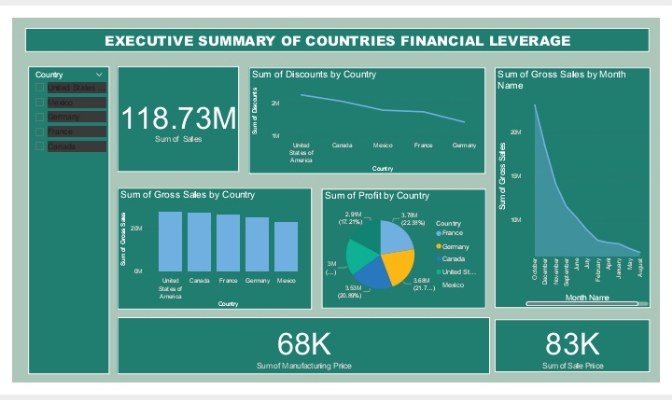 EXECUTIVE SUMMARY OF COUNTRIES FINANCIAL LEVERAGE
Country
United States...
Mexico
Germany
France
Canada
118.73M
Sum of Sales
Sum of Discounts by Country
Sum of Discounts
2M
1M
United
States of
America
Canada
Mexico
France
Germany
Country
Sum of Gross Sales by Month
Name
Sum of Gross Sales
20M
15M
10M
October
December
November
September
June
July
February
April
January
May
August
Month Name
Sum of Gross Sales by Country
Sum of Gross Sales
20M
0M
United
States of
America
Canada
France
Germany
Mexico
Country
Sum of Profit by Country
2.91M
(17.21%)
3.78M
(22.38%)
3M
(...)
3.53M
(20.89%)
3.68M
(21.7...)
Country
France
Germany
Canada
United St...
Mexico
68K
Sum of Manufacturing Price
83K
Sum of Sale Price